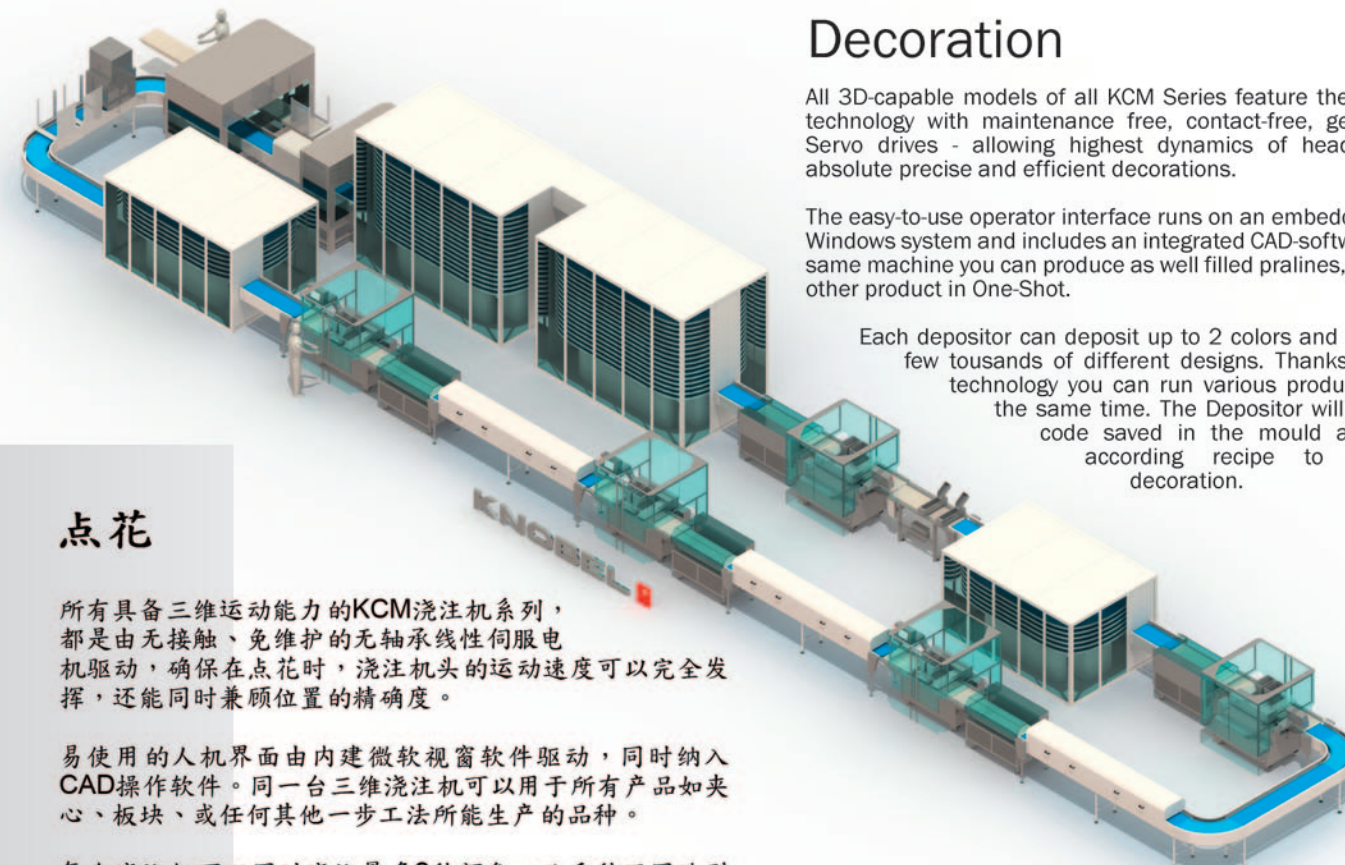 Decoration
All 3D-capable models of all KCM Series feature the
technology with maintenance free, contact-free,
Servo drives - allowing highest dynamics of
absolute precise and efficient decorations.
The easy-to-use operator interface runs on an
Windows system and includes an integrated
same machine you can produce as well filled pralines,
other product in One-Shot.
Each depositor can deposit up to 2 colors and
few tousands of different designs. Thanks
technology you can run various
the same time. The Depositor will
code saved in the mould
according recipe to
decoration.
KNOBEL
点花
所有具备三维运动能力的KCM浇注机系列，
都是由无接触、免维护的无轴承线性伺服电
机驱动，确保在点花时，浇注机头的运动速度可以完全发
挥，还能同时兼顾位置的精确度。
易使用的人机界面由内建微软视窗软件驱动，同时纳入
CAD操作软件。同一台三维浇注机可以用于所有产品如夹
心、板块、或任何其他一步工法所能生产的品种。